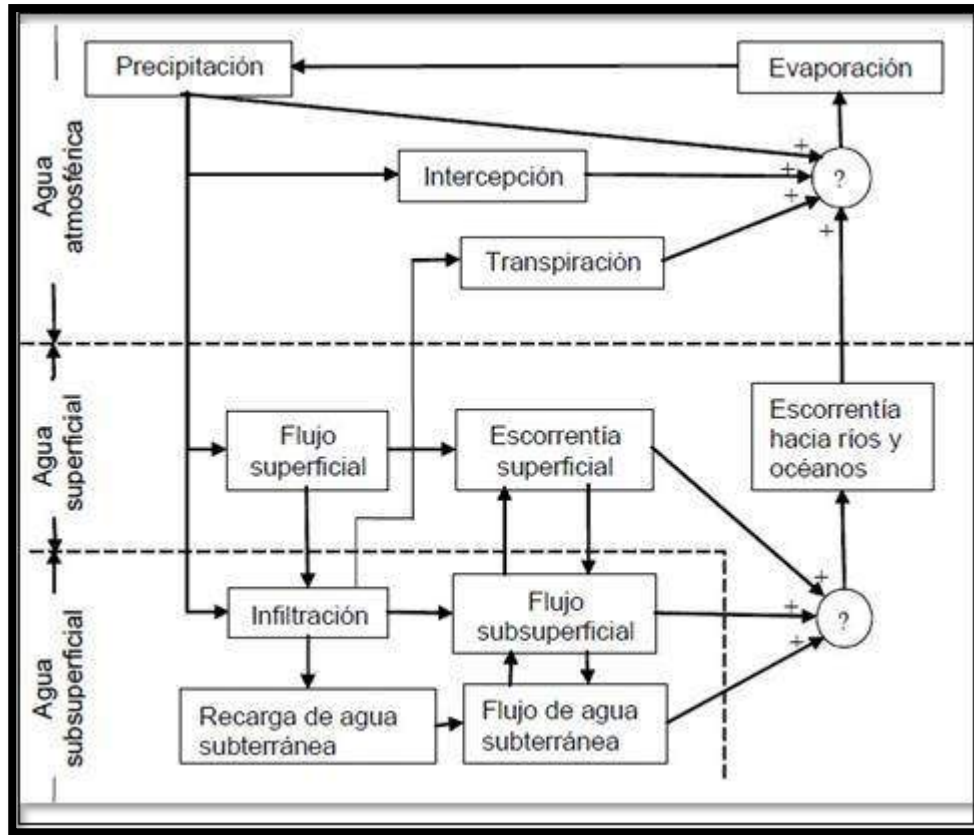 Precipitación
Evaporación
Agua
atmosférica
+
Intercepción
+
?
+
Transpiración
+
Agua
superficial
Flujo
superficial
Escorrentía
superficial
Escorrentía
hacia ríos y
océanos
Agua
subsuperficial
Infiltración
Flujo
subsuperficial
+
+
?
+
Recarga de agua
subterránea
Flujo de agua
subterránea